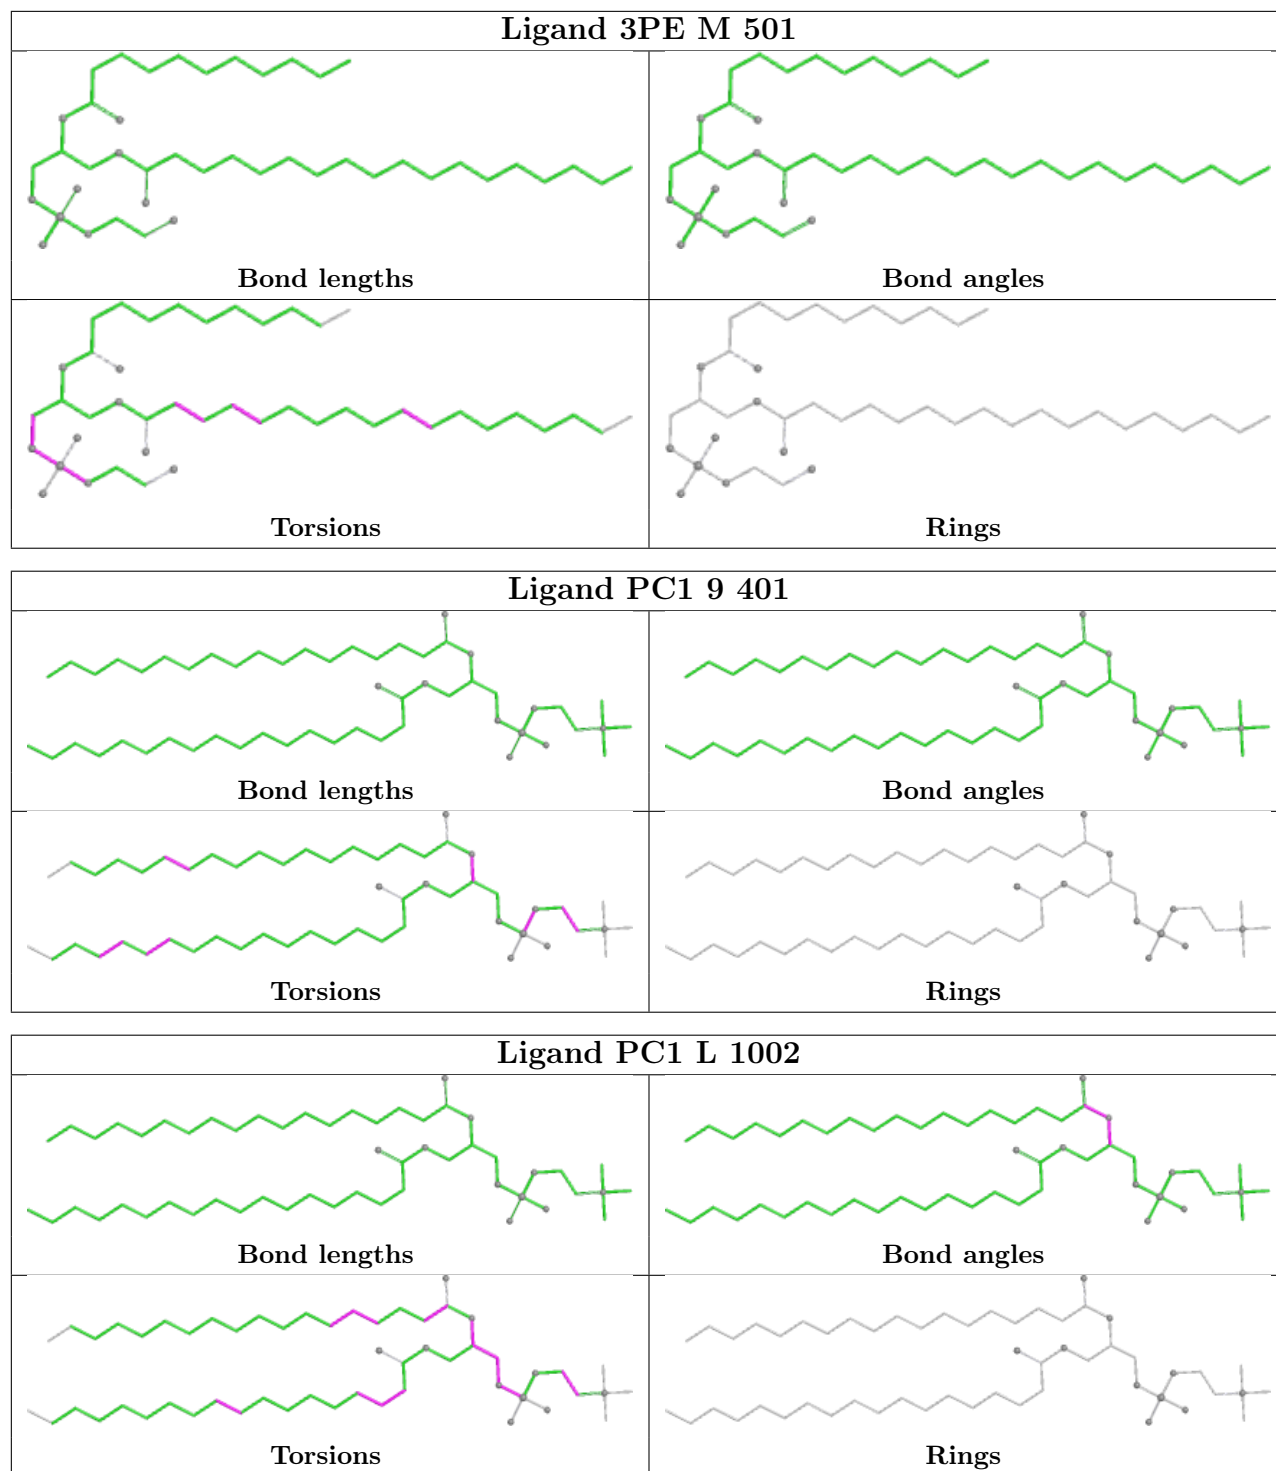 Ligand 3PE M 501
Bond lengths
Bond angles
Torsions
Rings
Ligand PC1 9 401
Bond lengths
Bond angles
Torsions
Rings
Ligand PC1 L 1002
Bond lengths
Bond angles
Torsions
Rings